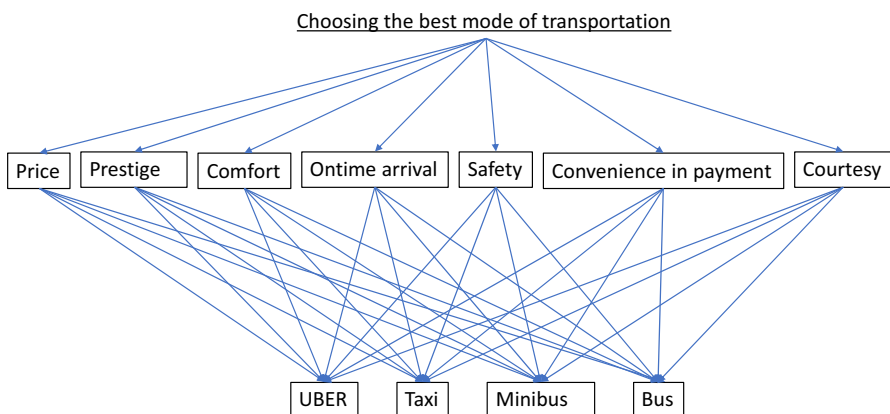 Choosing the best mode of transportation
Price
Prestige
Comfort
Ontime arrival
Safety
Convenience in payment
Courtesy
UBER
Taxi
Minibus
Bus